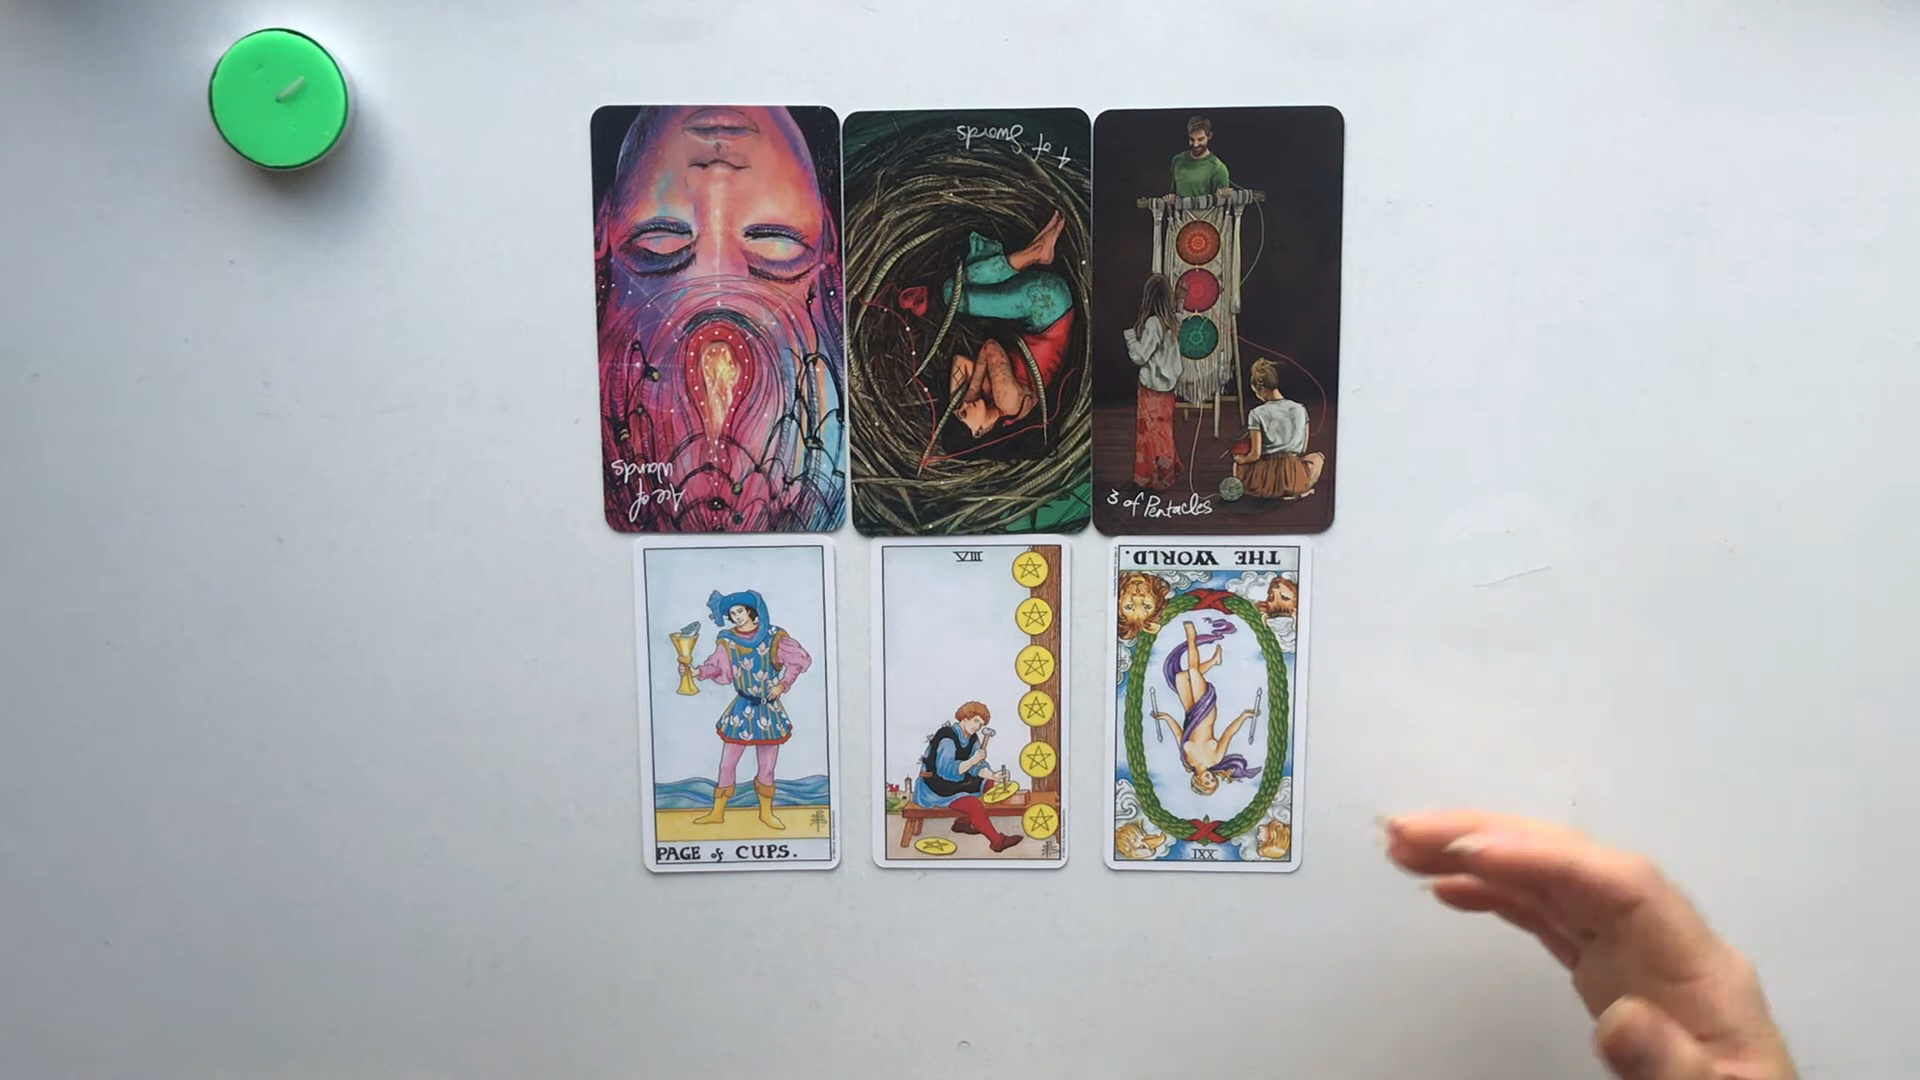 4 of Swords
Ace of
Wands
3 of Pentacles
PAGE of CUPS.
VIII
THE WORLD.
XXI